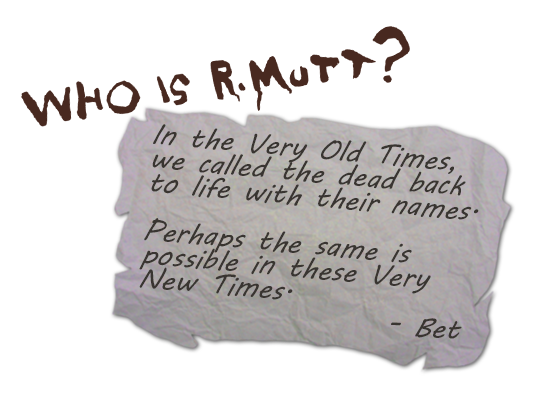 WHO IS R.MUTT?
In the Very Old Times,
we called the dead back
to life with their names.
Perhaps the same is
possible in these Very
New Times.
- Bet